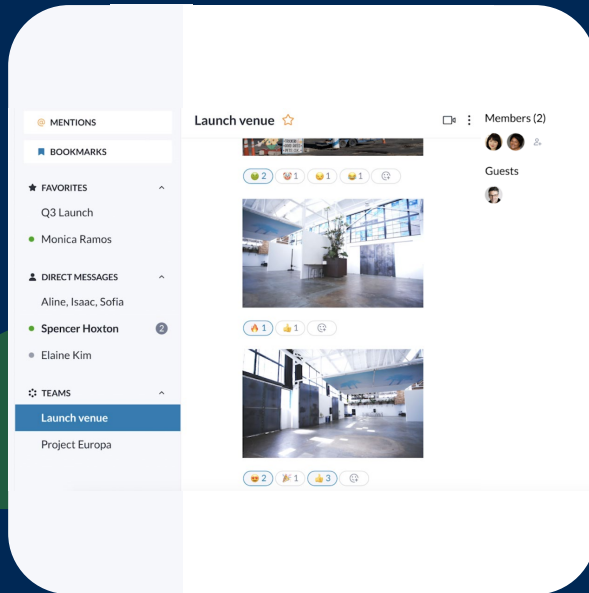 @ MENTIONS
BOOKMARKS
FAVORITES
Q3 Launch
Monica Ramos
DIRECT MESSAGES
Aline, Isaac, Sofia
Spencer Hoxton 2
Elaine Kim
TEAMS
Launch venue
Project Europa
Launch venue
2 1 1 1
1 1
2 1 3
Members (2)
Guests